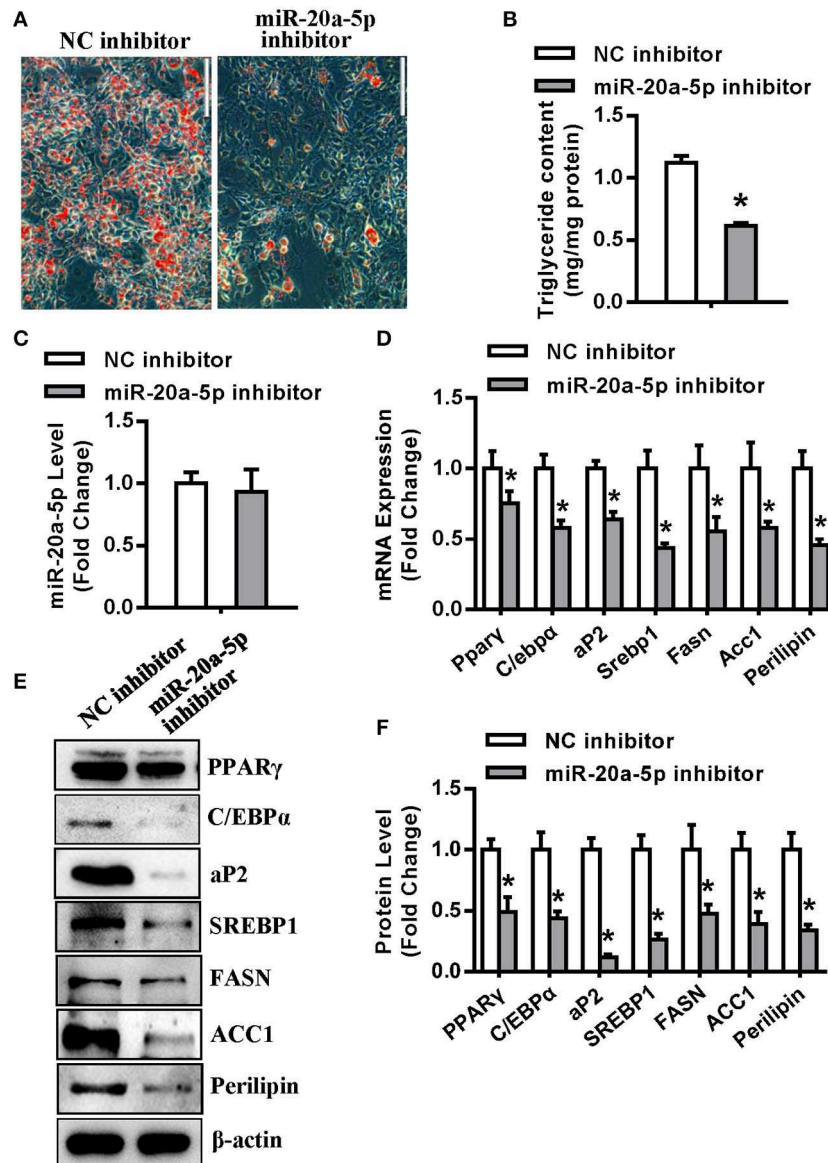 A
NC inhibitor
miR-20a-5p
inhibitor
B
NC inhibitor
miR-20a-5p inhibitor
Triglyceride content
(mg/mg protein)
1.5
1.0
0.5
0.0
*
C
NC inhibitor
miR-20a-5p inhibitor
miR-20a-5p Level
(Fold Change)
1.5
1.0
0.5
0.0
D
NC inhibitor
miR-20a-5p inhibitor
mRNA Expression
(Fold Change)
1.5
1.0
0.5
0.0
* * * * * * *
Pparγ C/ebpα aP2 Srebp1 Fasn Acc1 Perilipin
E
NC inhibitor
miR-20a-5p
inhibitor
PPARγ
C/EBPα
aP2
SREBP1
FASN
ACC1
Perilipin
β-actin
F
NC inhibitor
miR-20a-5p inhibitor
Protein Level
(Fold Change)
1.5
1.0
0.5
0.0
* * * * * * *
PPARγ C/EBPα aP2 SREBP1 FASN ACC1 Perilipin